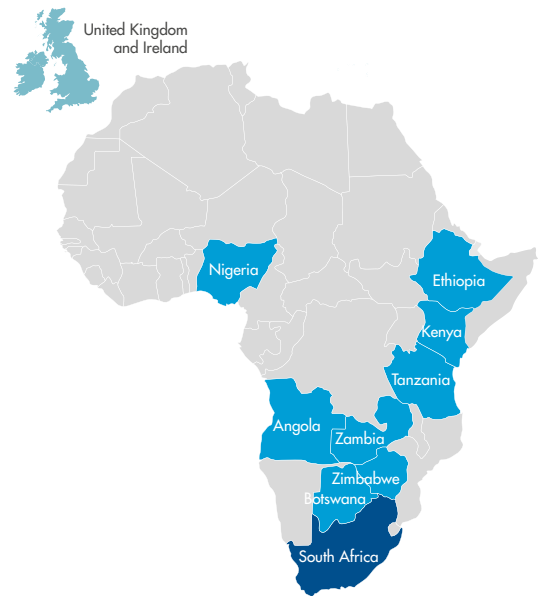 United Kingdom
and Ireland
Nigeria
Ethiopia
Kenya
Tanzania
Angola
Zambia
Zimbabwe
Botswana
South Africa